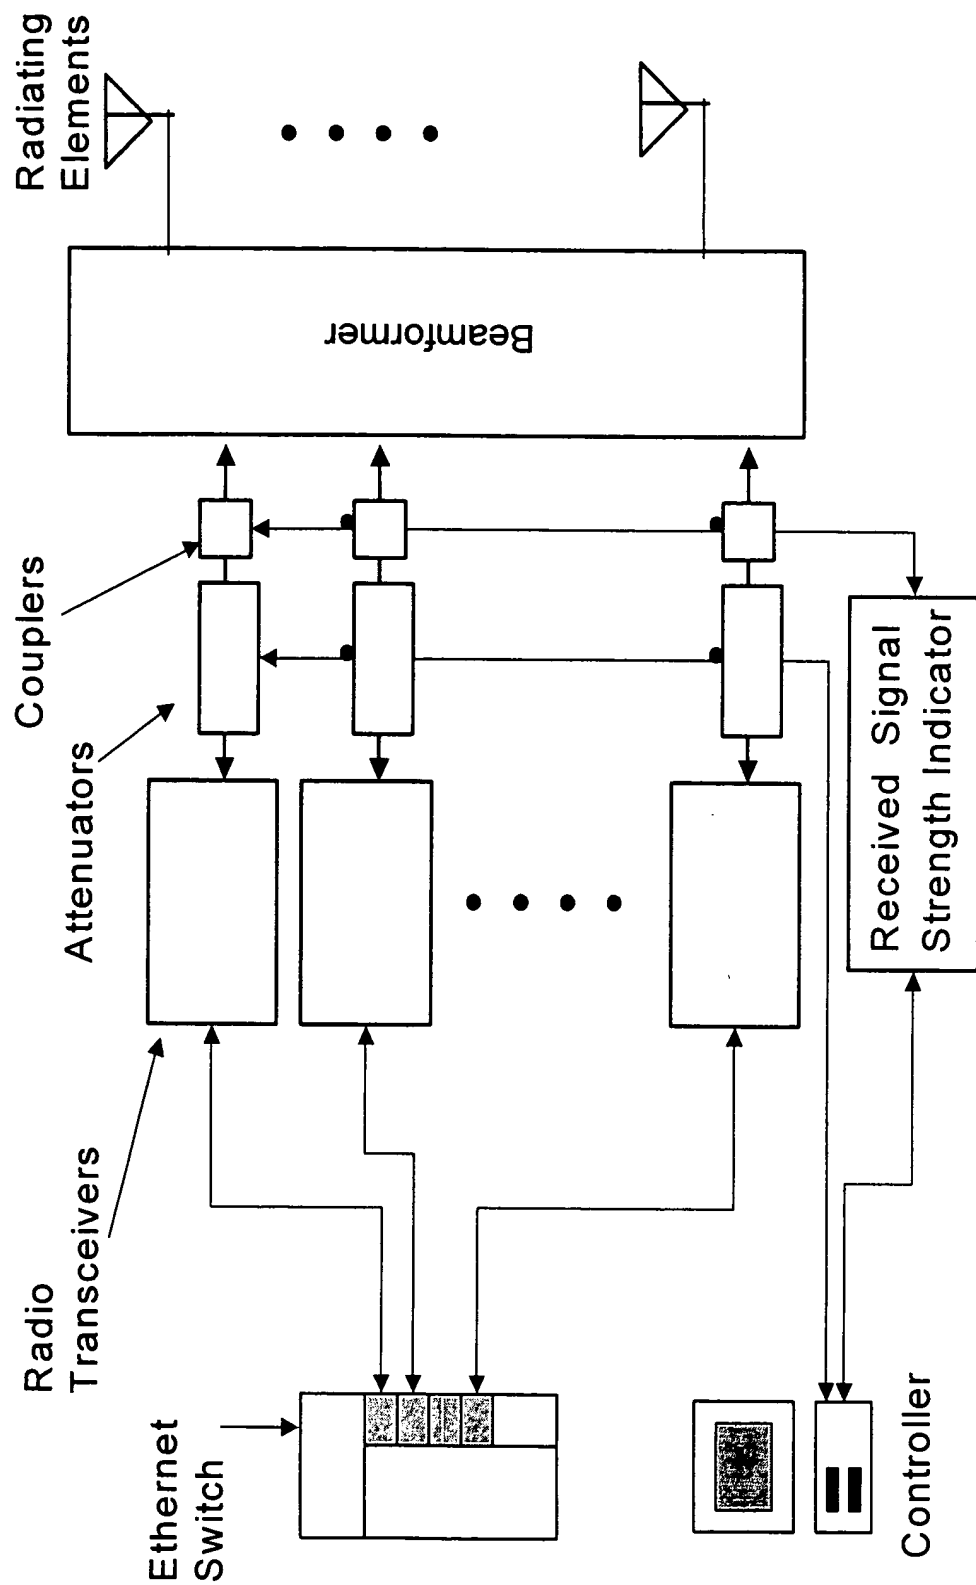 Radiating
Elements
Beamformer
Couplers
Attenuators
Radio
Transceivers
Ethernet
Switch
Received Signal
Strength Indicator
Controller